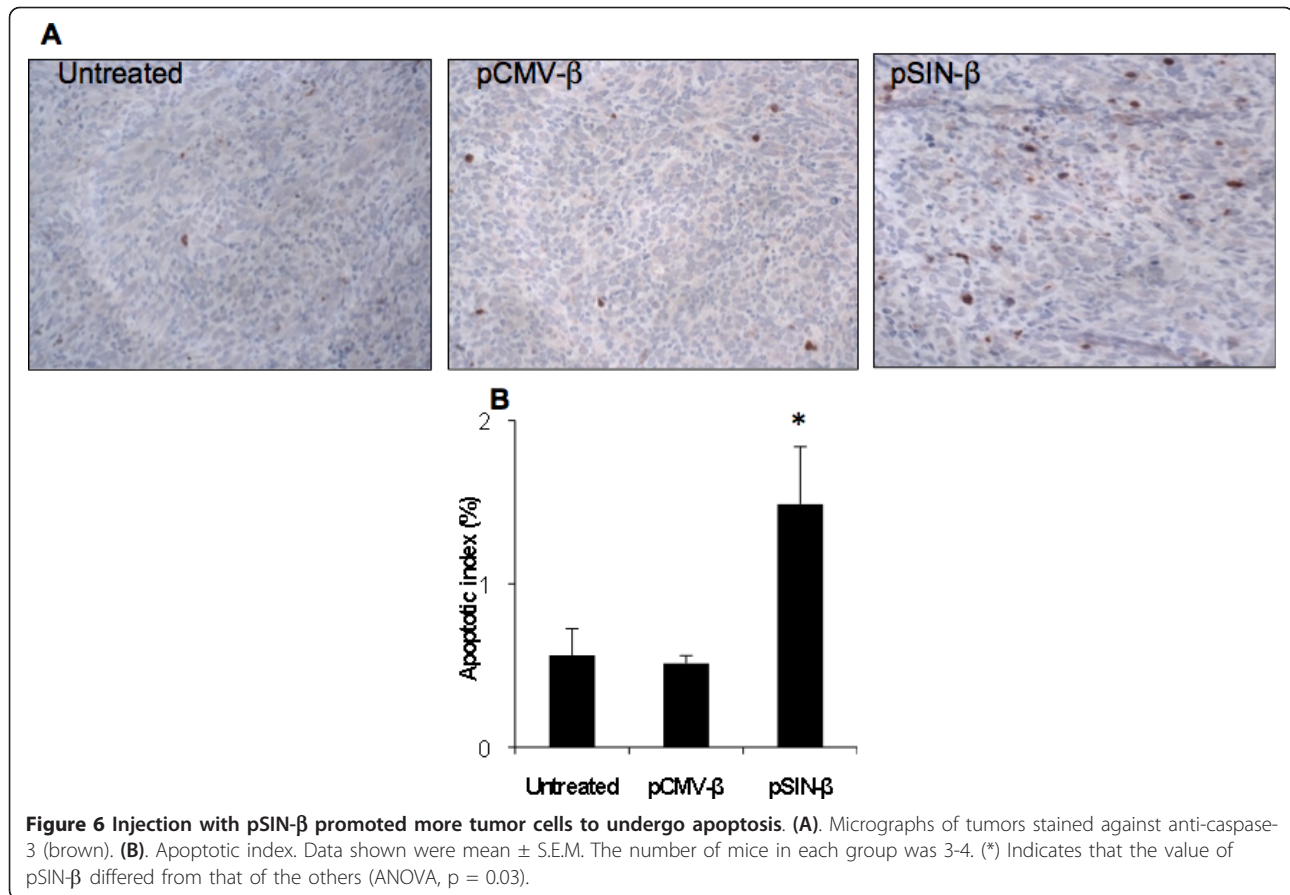 A
Untreated
pCMV-β
pSIN-β
B
2
*
Apoptotic index (%)
1
0
Untreated
pCMV-β
pSIN-β
Figure 6 Injection with pSIN-β promoted more tumor cells to undergo apoptosis. (A). Micrographs of tumors stained against anti-caspase-
3 (brown). (B). Apoptotic index. Data shown were mean ± S.E.M. The number of mice in each group was 3-4. (*) Indicates that the value of
pSIN-β differed from that of the others (ANOVA, p = 0.03).